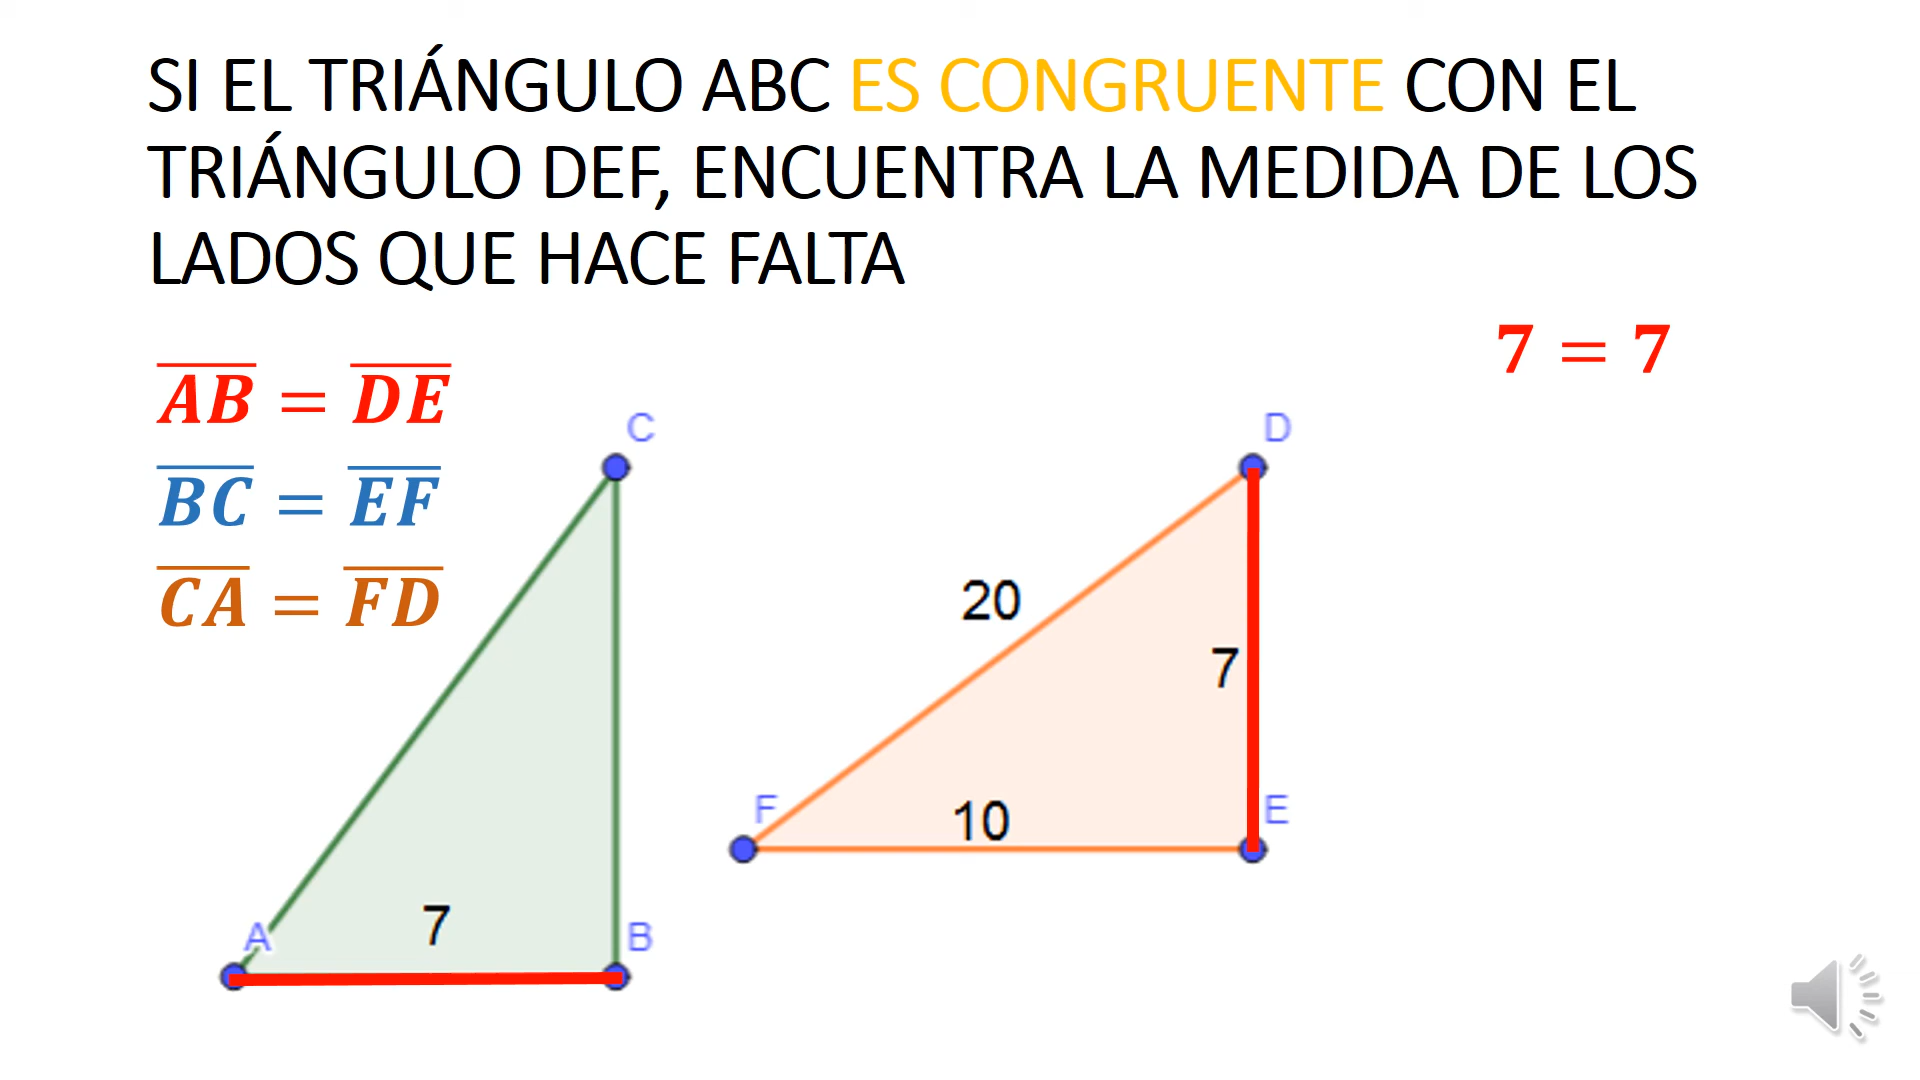 SI EL TRIÁNGULO ABC ES CONGRUENTE CON EL
TRIÁNGULO DEF, ENCUENTRA LA MEDIDA DE LOS
LADOS QUE HACE FALTA
7 = 7
AB = DE
BC = EF
CA = FD
C
A
7
B
D
20
7
F
10
E